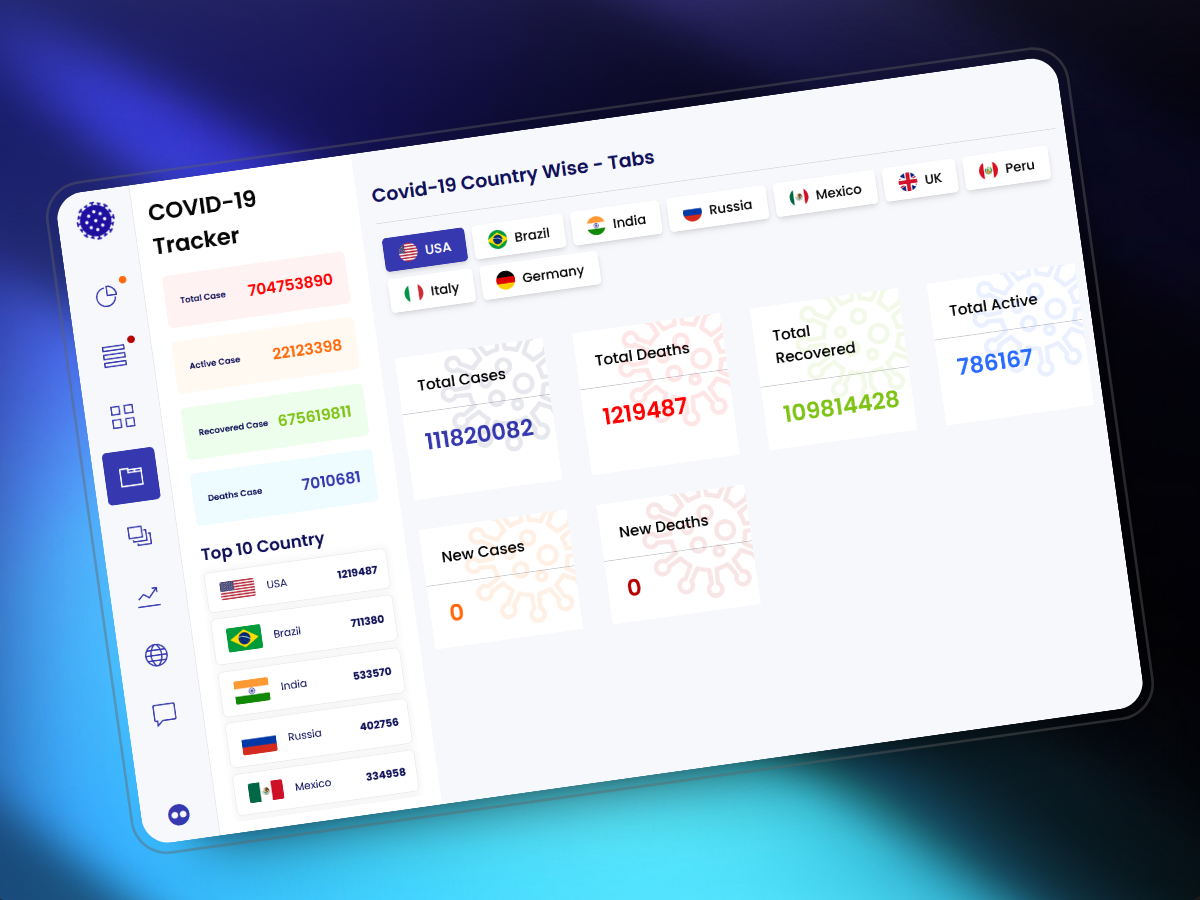 COVID-19
Tracker
Total Case 704753890
Active Case 22123398
Recovered Case 675619811
Deaths Case 7010681
Top 10 Country
USA 1219487
Brazil 711380
India 533570
Russia 402756
Mexico 334958
Covid-19 Country Wise - Tabs
USA Brazil India Russia Mexico UK Peru
Italy Germany
Total Cases
111820082
Total Deaths
1219487
Total
Recovered
109814428
Total Active
786167
New Cases
0
New Deaths
0